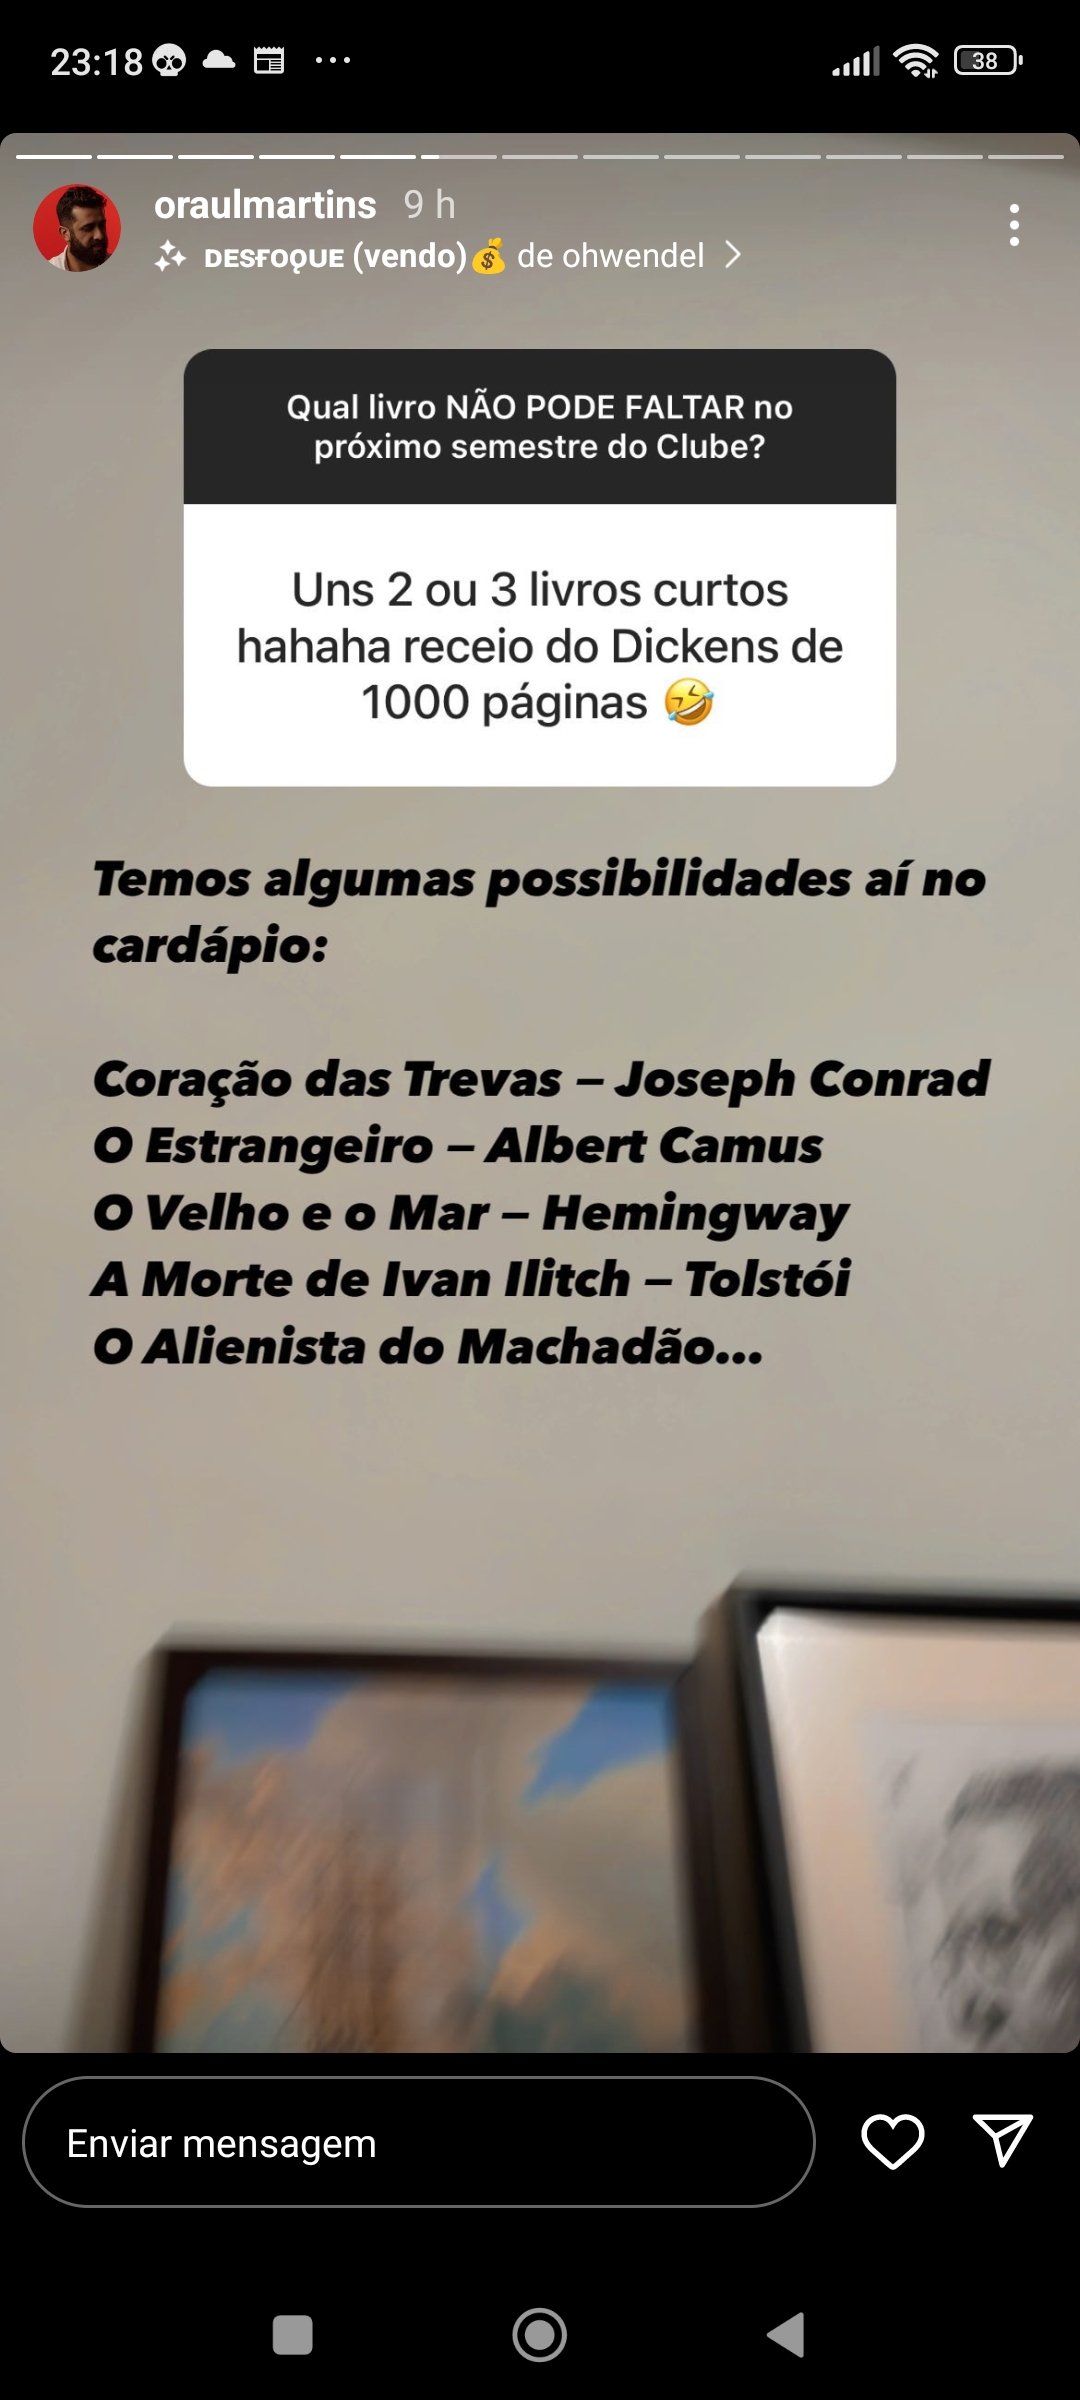 23:18
38
oraulmartins 9 h
ᴅᴇsғᴏǫᴜᴇ (vendo)💰 de ohwendel
Qual livro NÃO PODE FALTAR no
próximo semestre do Clube?
Uns 2 ou 3 livros curtos
hahaha receio do Dickens de
1000 páginas 🤣
Temos algumas possibilidades aí no
cardápio:
Coração das Trevas – Joseph Conrad
O Estrangeiro – Albert Camus
O Velho e o Mar – Hemingway
A Morte de Ivan Ilitch – Tolstói
O Alienista do Machadão...
Enviar mensagem